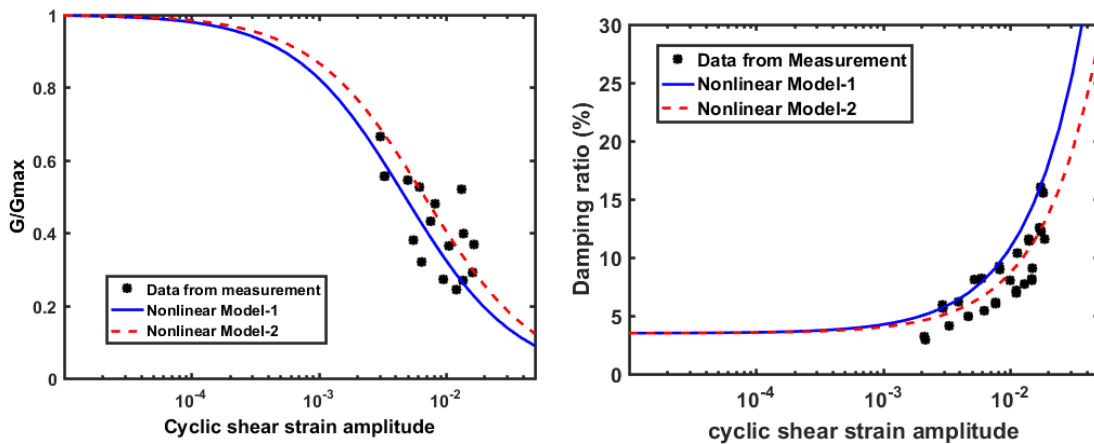 1
0.8
0.6
0.4
0.2
0
G/Gmax
Data from measurement
Nonlinear Model-1
Nonlinear Model-2
10-4
10-3
10-2
Cyclic shear strain amplitude
30
25
20
15
10
5
0
Damping ratio (%)
Data from Measurement
Nonlinear Model-1
Nonlinear Model-2
10-4
10-3
10-2
cyclic shear strain amplitude